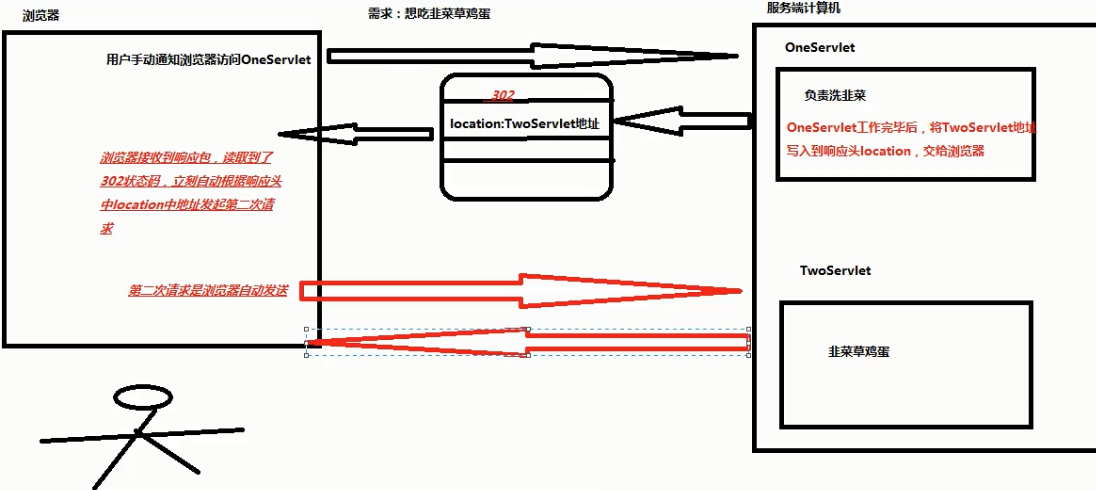 浏览器
需求：想吃韭菜草鸡蛋
服务端计算机
用户手动通知浏览器访问OneServlet
OneServlet
302
location:TwoServlet地址
负责洗韭菜
OneServlet工作完毕后，将TwoServlet地址
写入到响应头location，交给浏览器
浏览器接收到响应包，读取到了
302状态码，立刻自动根据响应头
中location中地址发起第二次请
求
TwoServlet
第二次请求是浏览器自动发送
韭菜草鸡蛋